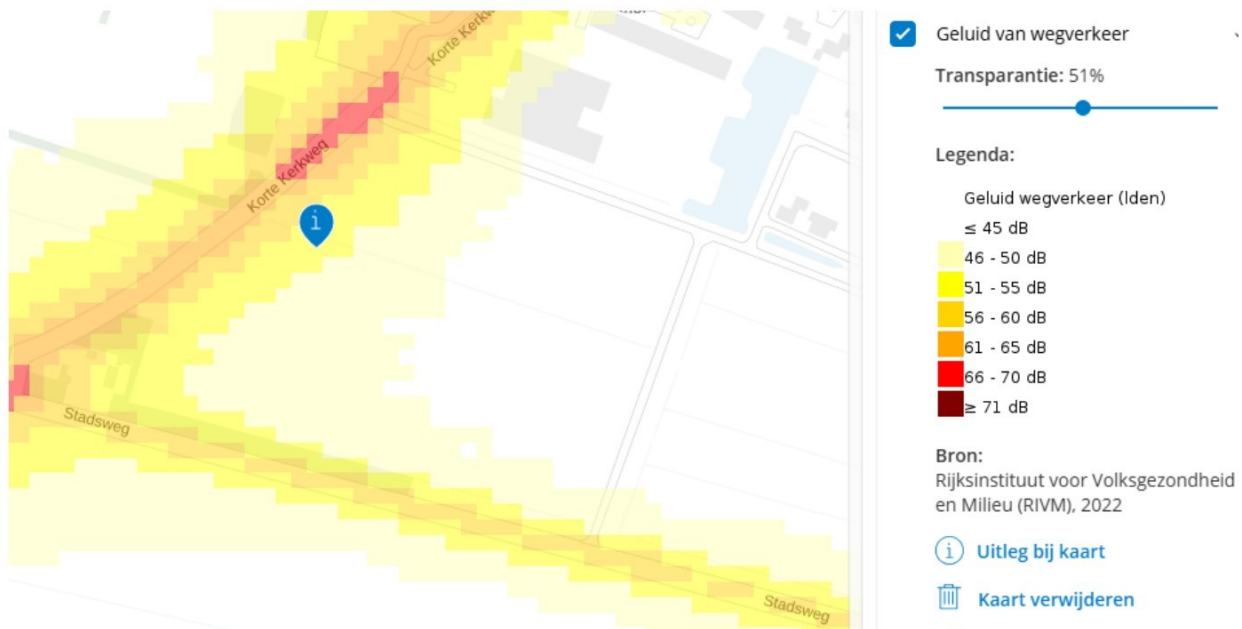 Korte Kerkw
Korte Kerkweg
Stadsweg
Stadsweg
Geluid van wegverkeer
Transparantie: 51%
Legenda:
Geluid wegverkeer (lden)
≤ 45 dB
46 - 50 dB
51 - 55 dB
56 - 60 dB
61 - 65 dB
66 - 70 dB
≥ 71 dB
Bron:
Rijksinstituut voor Volksgezondheid
en Milieu (RIVM), 2022
i Uitleg bij kaart
Kaart verwijderen